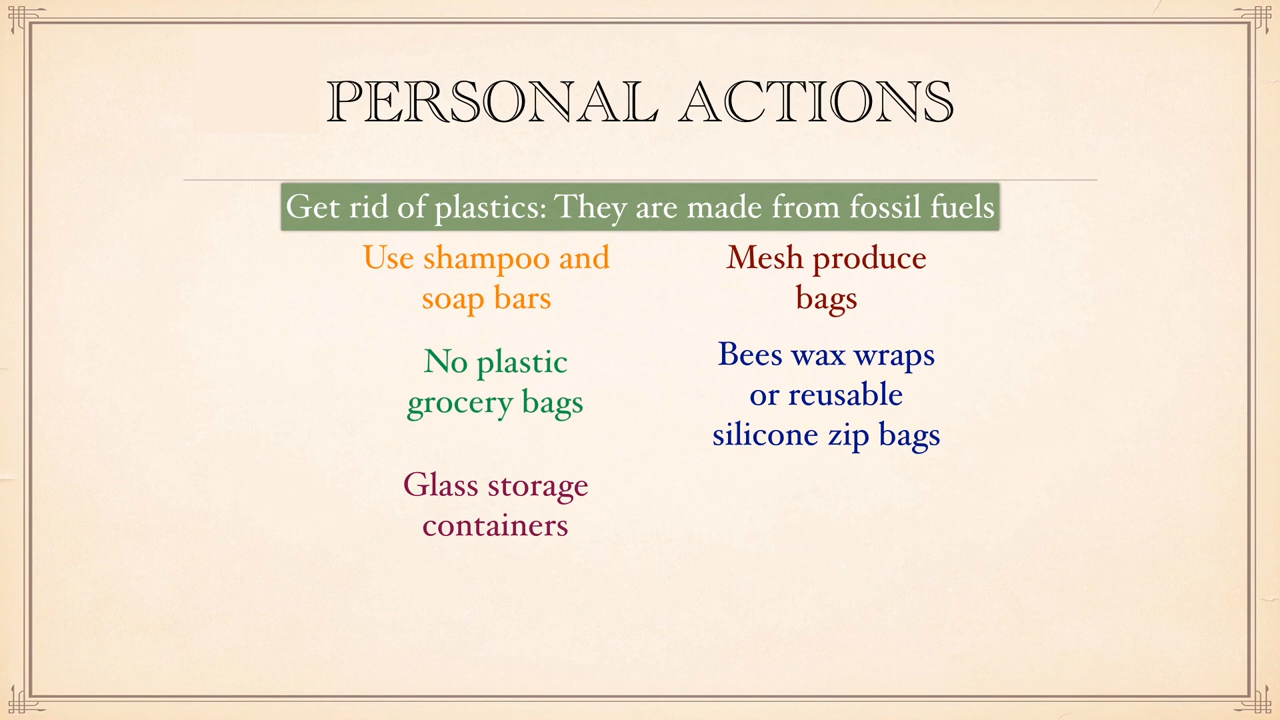 PERSONAL ACTIONS
Get rid of plastics: They are made from fossil fuels
Use shampoo and
soap bars
No plastic
grocery bags
Glass storage
containers
Mesh produce
bags
Bees wax wraps
or reusable
silicone zip bags